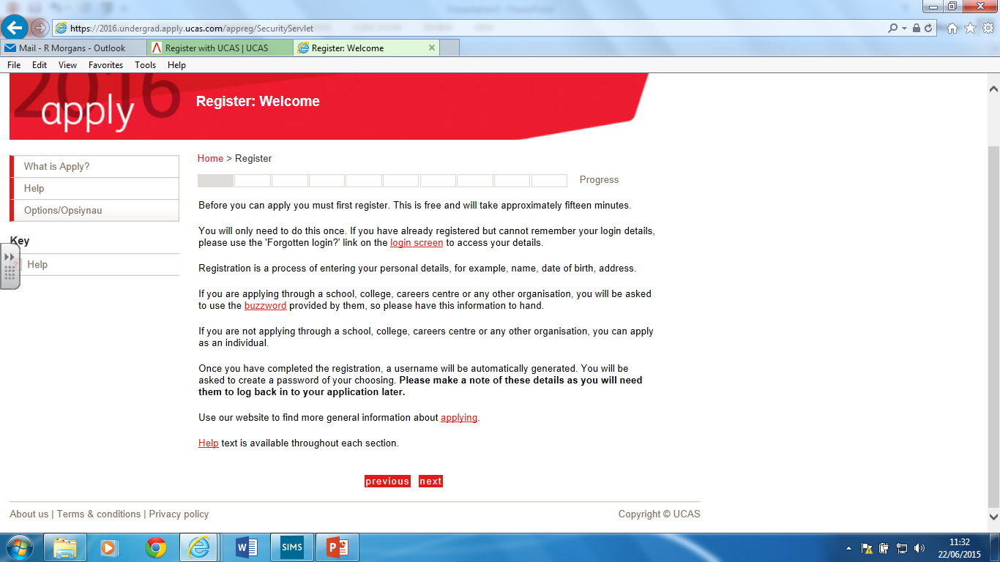 https://2016.undergrad.apply.ucas.com/appreg/SecurityServlet
Mail - R Morgans - Outlook
Register with UCAS | UCAS
Register: Welcome
File Edit View Favorites Tools Help
2016
apply
Register: Welcome
What is Apply?
Help
Options/Opsiynau
Key
Help
Home > Register
Progress
Before you can apply you must first register. This is free and will take approximately fifteen minutes.
You will only need to do this once. If you have already registered but cannot remember your login details,
please use the 'Forgotten login?' link on the login screen to access your details.
Registration is a process of entering your personal details, for example, name, date of birth, address.
If you are applying through a school, college, careers centre or any other organisation, you will be asked
to use the buzzword provided by them, so please have this information to hand.
If you are not applying through a school, college, careers centre or any other organisation, you can apply
as an individual.
Once you have completed the registration, a username will be automatically generated. You will be
asked to create a password of your choosing. Please make a note of these details as you will need
them to log back in to your application later.
Use our website to find more general information about applying.
Help text is available throughout each section.
previous next
About us | Terms & conditions | Privacy policy
Copyright © UCAS
SIMS
11:32
22/06/2015